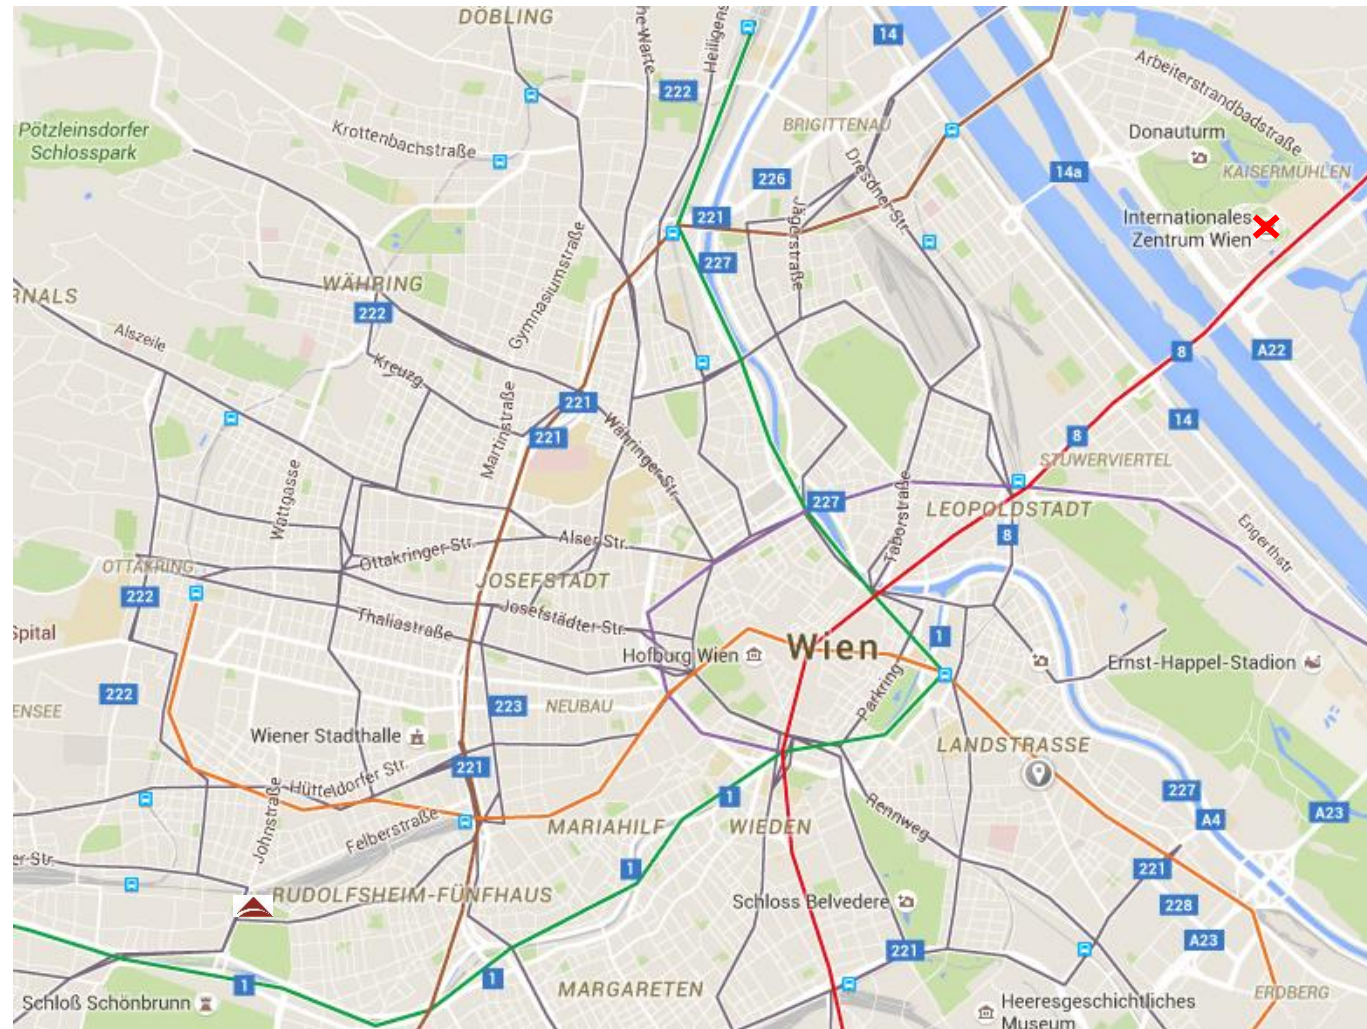 DÖBLING
he Warte
14
222
Arbeiterstrandbadstraße
Pötzleinsdorfer
Schlosspark
Krottenbachstraße
BRIGITTENAU
Donauturm
Dresdner Str.
14a
KAISERMÜHLEN
226
221
Jägerstraße
Internationales
Zentrum Wien
227
WÄHRING
Gymnasiumstraße
222
Alszeile
8
A22
Kreuzg.
Martinstraße
221
14
Währinger Str.
221
8
STUWERVIERTEL
Wattgasse
227
Taborstraße
LEOPOLDSTADT
8
Engerthstr.
Ottakringer Str.
Alser Str.
OTTAKRING
JOSEFSTADT
222
Thaliastraße
Josefstädter Str.
Spital
1
Hofburg Wien
Wien
Ernst-Happel-Stadion
222
223
NEUBAU
Parkring
Wiener Stadthalle
LANDSTRASSE
221
Hütteldorfer Str.
1
227
A4
A23
Johnstraße
Felberstraße
MARIAHILF
WIEDEN
Rennweg
1
221
RUDOLFSHEIM-FÜNFHAUS
Schloss Belvedere
228
A23
221
1
1
MARGARETEN
Schloß Schönbrunn
Heeresgeschichtliches
Museum
ERDBERG